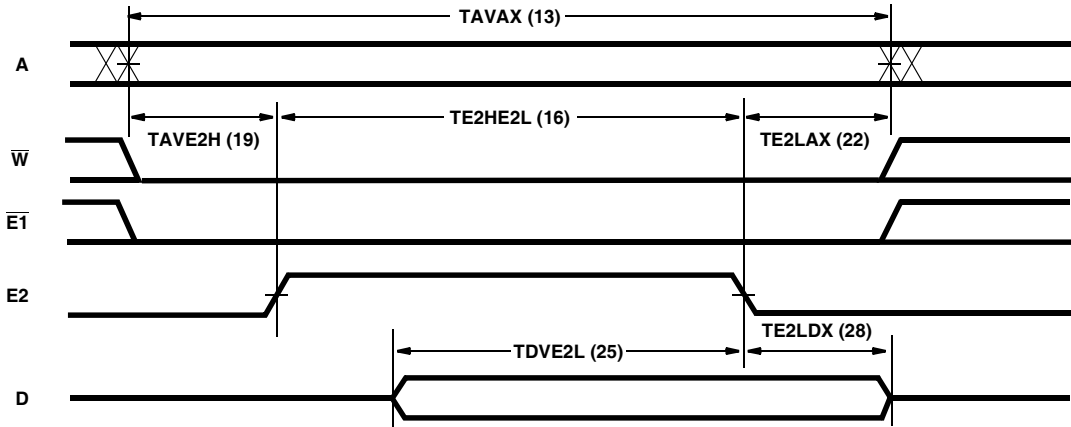 TAVAX (13)
A
TAVE2H (19)
TE2HE2L (16)
TE2LAX (22)
W
E1
E2
TE2LDX (28)
TDVE2L (25)
D